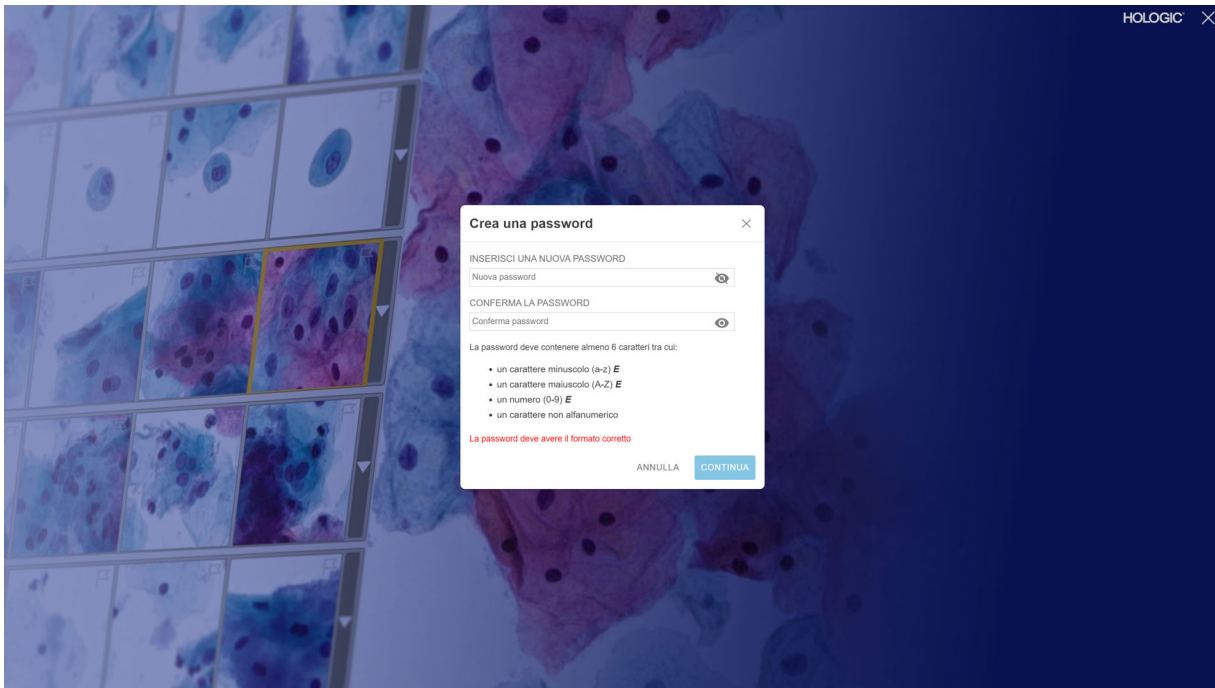 HOLOGIC
Crea una password
INSERISCI UNA NUOVA PASSWORD
Nuova password
CONFERMA LA PASSWORD
Conferma password
La password deve contenere almeno 6 caratteri tra cui:
• un carattere minuscolo (a-z) E
• un carattere maiuscolo (A-Z) E
• un numero (0-9) E
• un carattere non alfanumerico
La password deve avere il formato corretto
ANNULLA CONTINUA